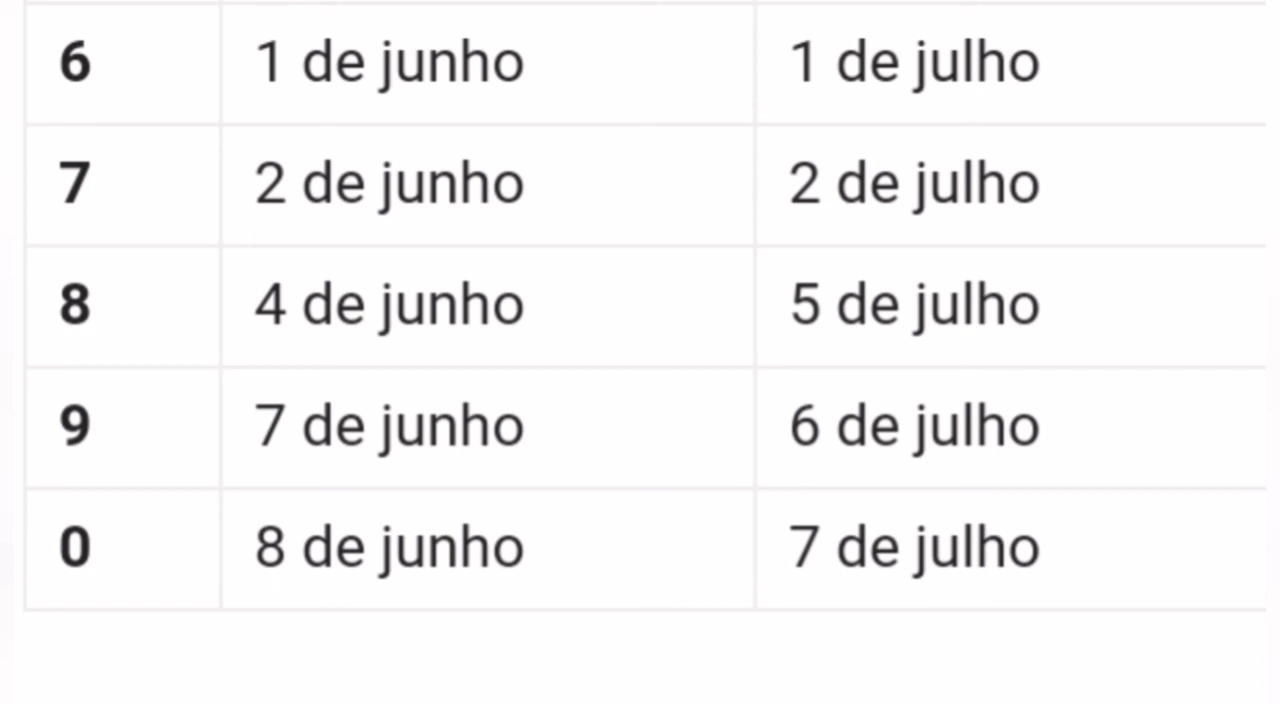 6 1 de junho 1 de julho
7 2 de junho 2 de julho
8 4 de junho 5 de julho
9 7 de junho 6 de julho
0 8 de junho 7 de julho